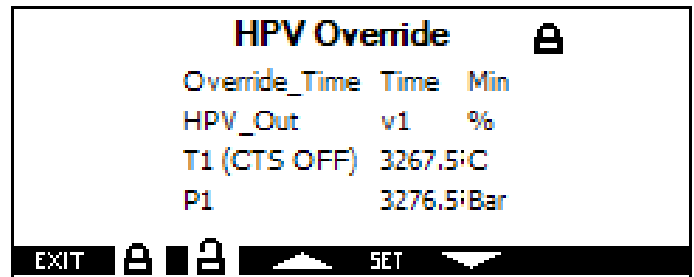 HPV Override
Override_Time Time Min
HPV_Out v1 %
T1 (CTS OFF) 3267.5 C
P1 3276.5 Bar
EXIT SET